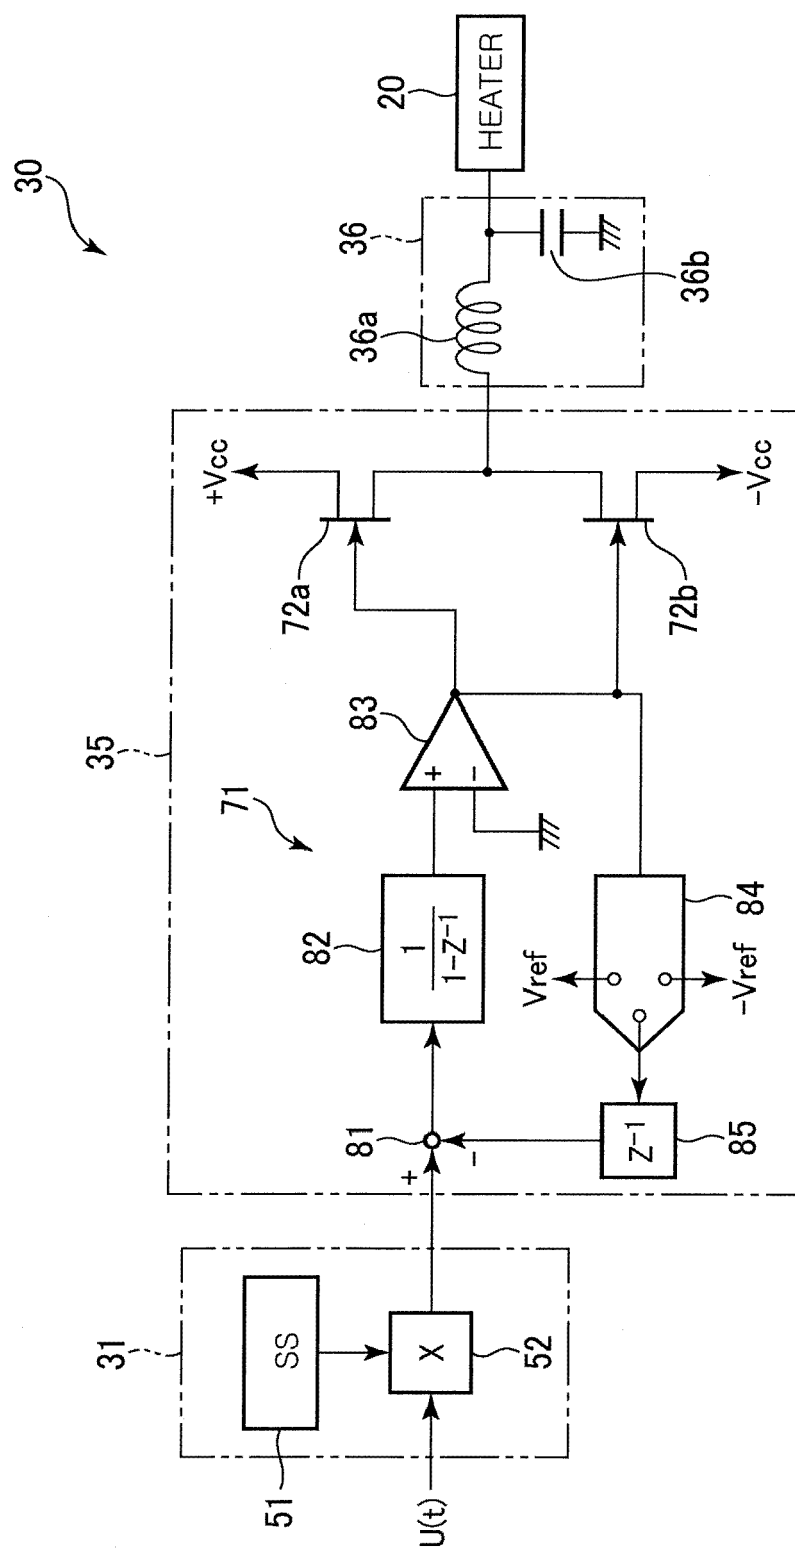 30
20
HEATER
36
36a
36b
35
+Vcc
-Vcc
72a
72b
71
83
+
-
82
1
1-Z-1
Vref
-Vref
84
81
+
-
Z-1
85
31
SS
X
52
51
U(t)